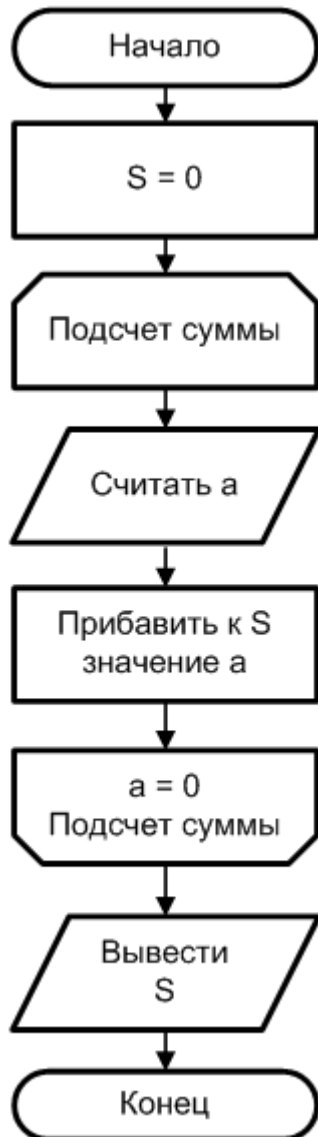 Начало
S = 0
Подсчет суммы
Считать a
Прибавить к S
значение a
a = 0
Подсчет суммы
Вывести
S
Конец